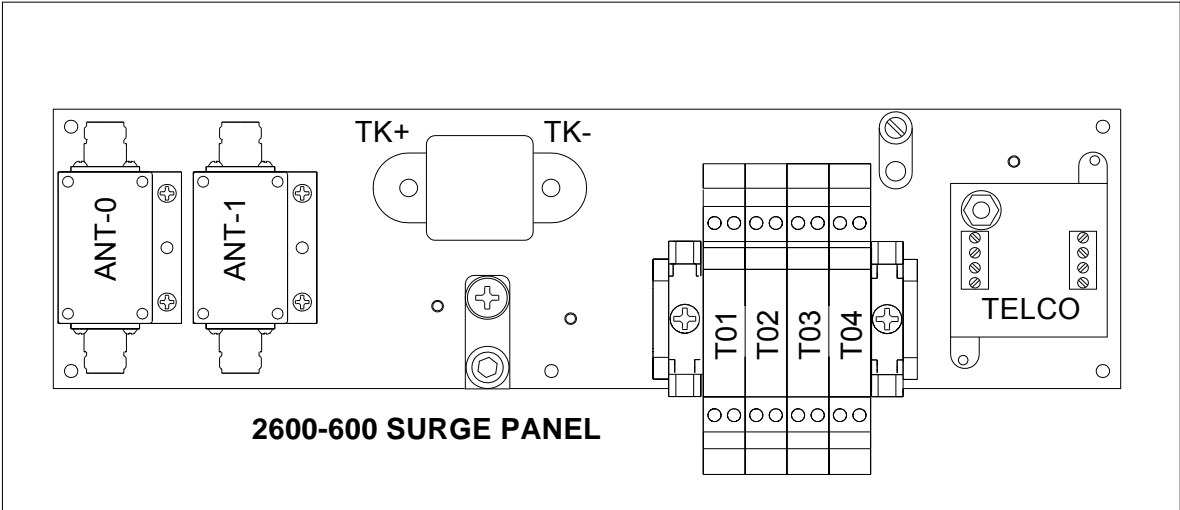 TK+ TK-
ANT-0
ANT-1
T01
T02
T03
T04
TELCO
2600-600 SURGE PANEL